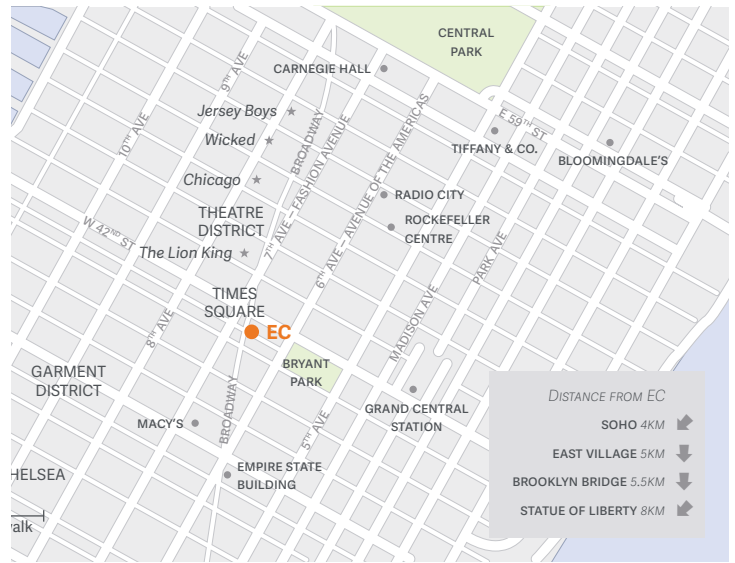 CENTRAL
PARK
CARNEGIE HALL
9TH AVE
Jersey Boys
BROADWAY
10TH AVE
Wicked
E 59TH ST
TIFFANY & CO.
BLOOMINGDALE'S
Chicago
7TH AVE – FASHION AVENUE
6TH AVE – AVENUE OF THE AMERICAS
RADIO CITY
THEATRE
DISTRICT
ROCKEFELLER
CENTRE
W 42ND ST
The Lion King
PARK AVE
TIMES
SQUARE
EC
MADISON AVE
8TH AVE
BRYANT
PARK
GARMENT
DISTRICT
GRAND CENTRAL
STATION
MACY'S
BROADWAY
5TH AVE
EMPIRE STATE
BUILDING
HELSEA
alk
DISTANCE FROM EC
SOHO 4KM
EAST VILLAGE 5KM
BROOKLYN BRIDGE 5.5KM
STATUE OF LIBERTY 8KM